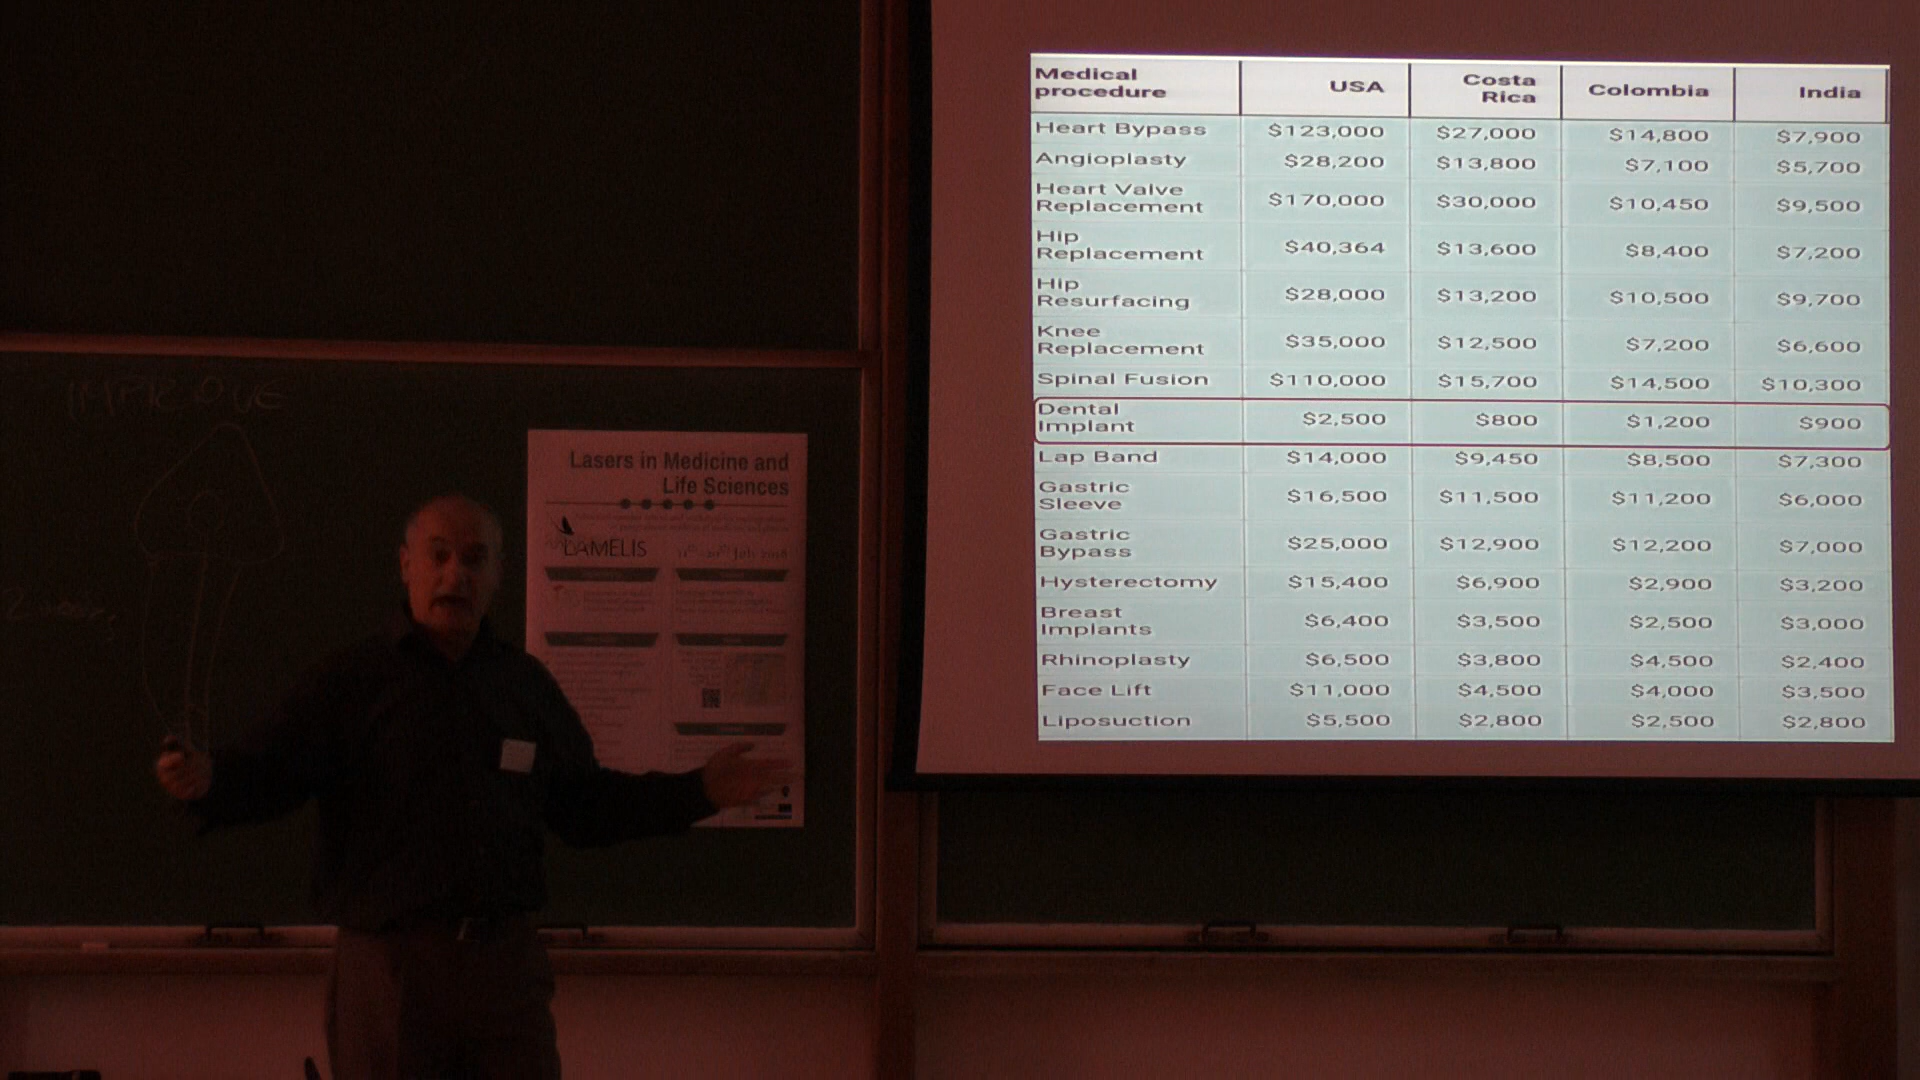 IMPROVE
Lasers in Medicine and
Life Sciences
LAMELIS
July 2018
Medical procedure USA Costa Rica Colombia India
Heart Bypass $123,000 $27,000 $14,800 $7,900
Angioplasty $28,200 $13,800 $7,100 $5,700
Heart Valve Replacement $170,000 $30,000 $10,450 $9,500
Hip Replacement $40,364 $13,600 $8,400 $7,200
Hip Resurfacing $28,000 $13,200 $10,500 $9,700
Knee Replacement $35,000 $12,500 $7,200 $6,600
Spinal Fusion $110,000 $15,700 $14,500 $10,300
Dental Implant $2,500 $800 $1,200 $900
Lap Band $14,000 $9,450 $8,500 $7,300
Gastric Sleeve $16,500 $11,500 $11,200 $6,000
Gastric Bypass $25,000 $12,900 $12,200 $7,000
Hysterectomy $15,400 $6,900 $2,900 $3,200
Breast Implants $6,400 $3,500 $2,500 $3,000
Rhinoplasty $6,500 $3,800 $4,500 $2,400
Face Lift $11,000 $4,500 $4,000 $3,500
Liposuction $5,500 $2,800 $2,500 $2,800